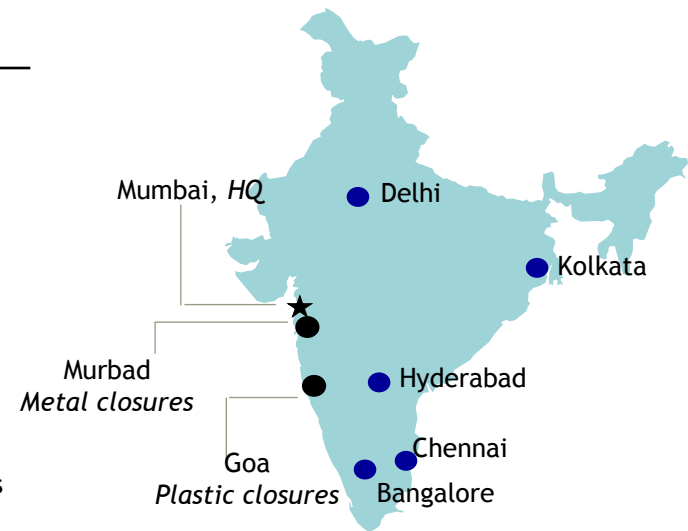 Mumbai, HQ
Delhi
Kolkata
Murbad
Metal closures
Hyderabad
Goa
Plastic closures
Chennai
Bangalore
s